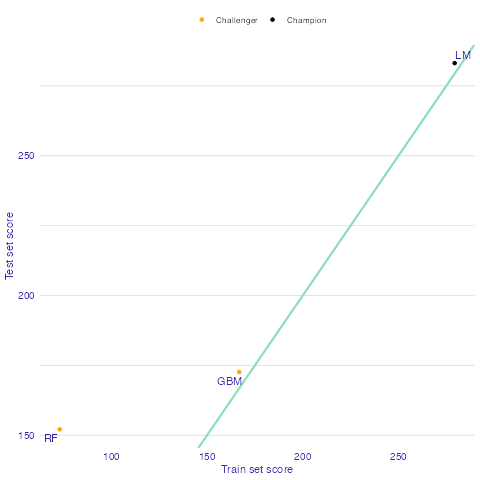 Challenger Champion
LM
250
Test set score
200
GBM
150
RF
100 150 200 250
Train set score